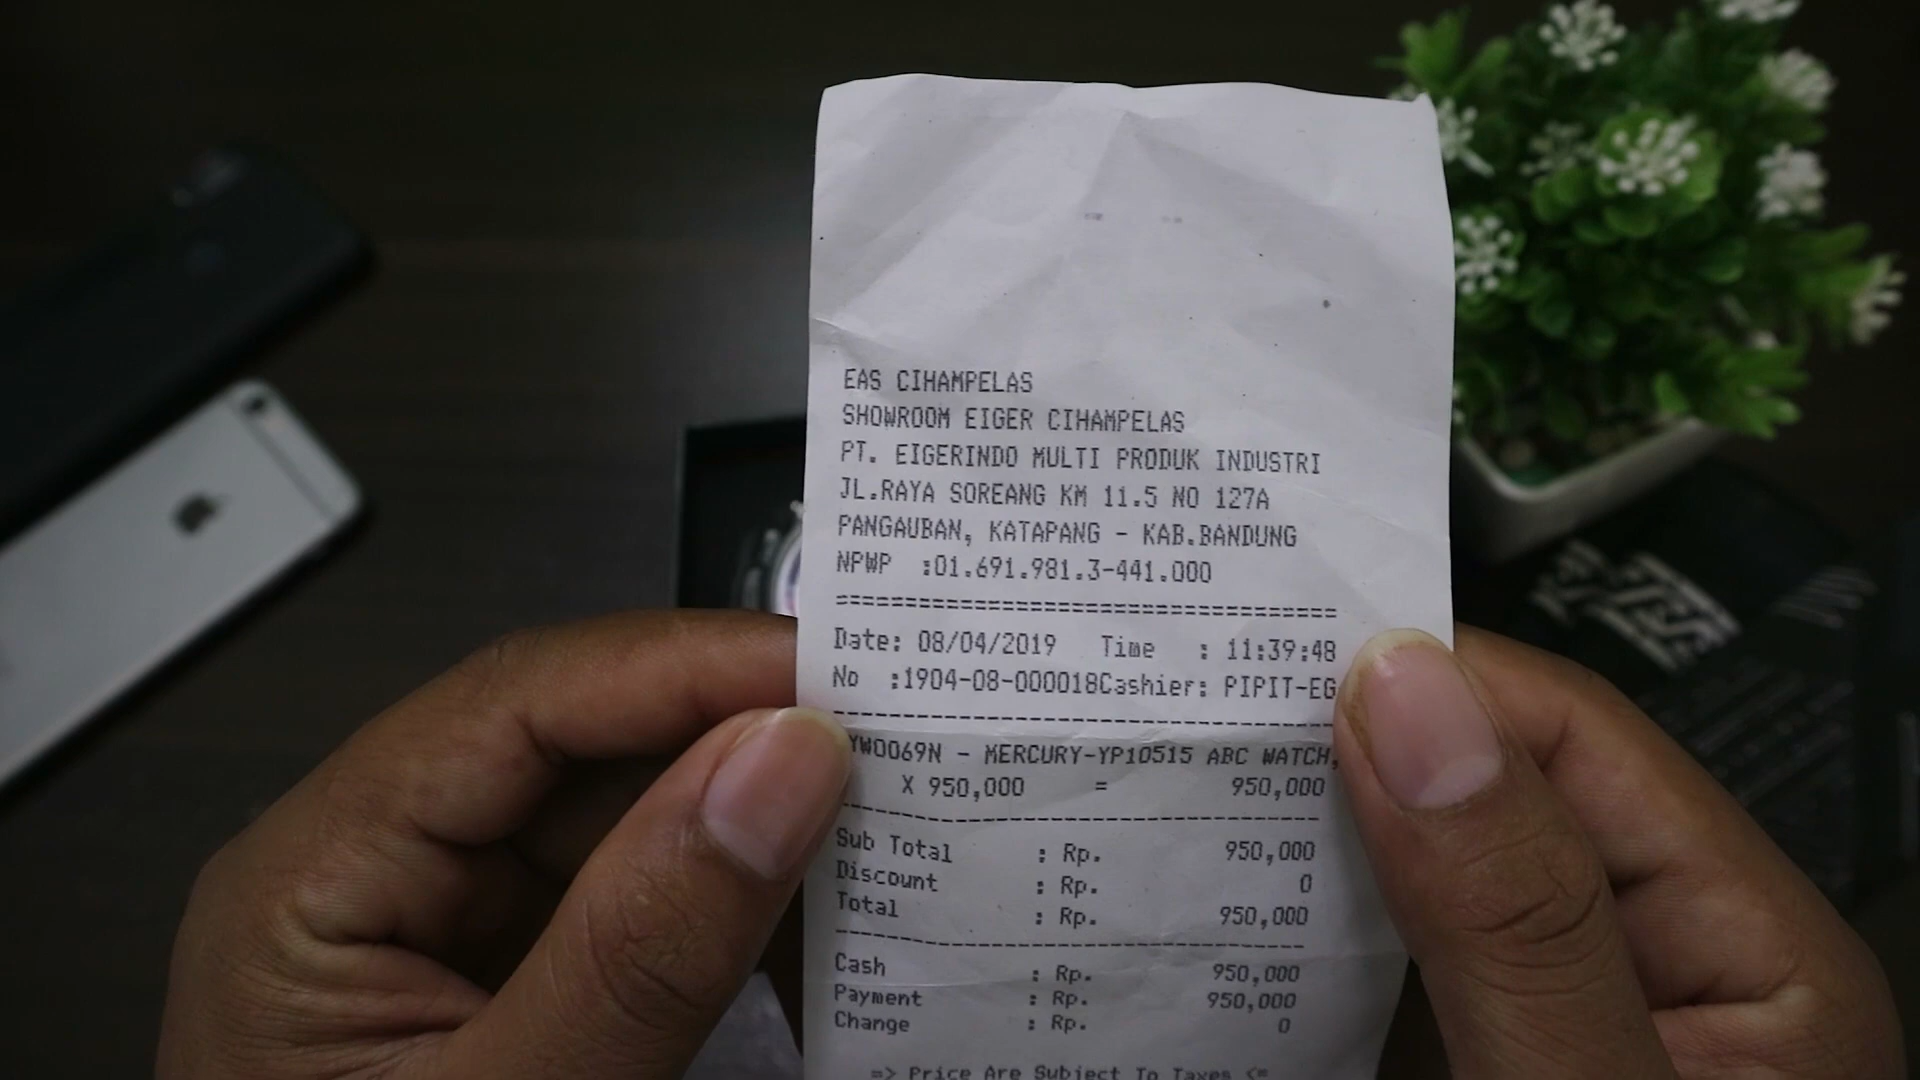 EAS CIHAMPELAS
SHOWROOM EIGER CIHAMPELAS
PT. EIGERINDO MULTI PRODUK INDUSTRI
JL.RAYA SOREANG KM 11.5 NO 127A
PANGAUBAN, KATAPANG - KAB.BANDUNG
NPWP :01.691.981.3-441.000
===================================
Date: 08/04/2019 Time : 11:39:48
No :1904-08-000018Cashier: PIPIT-EG
-----------------------------------
YW0069N - MERCURY-YP10515 ABC WATCH,
X 950,000 = 950,000
-----------------------------------
Sub Total : Rp. 950,000
Discount : Rp. 0
Total : Rp. 950,000
-----------------------------------
Cash : Rp. 950,000
Payment : Rp. 950,000
Change : Rp. 0
=> Price Are Subject To Taxes <=